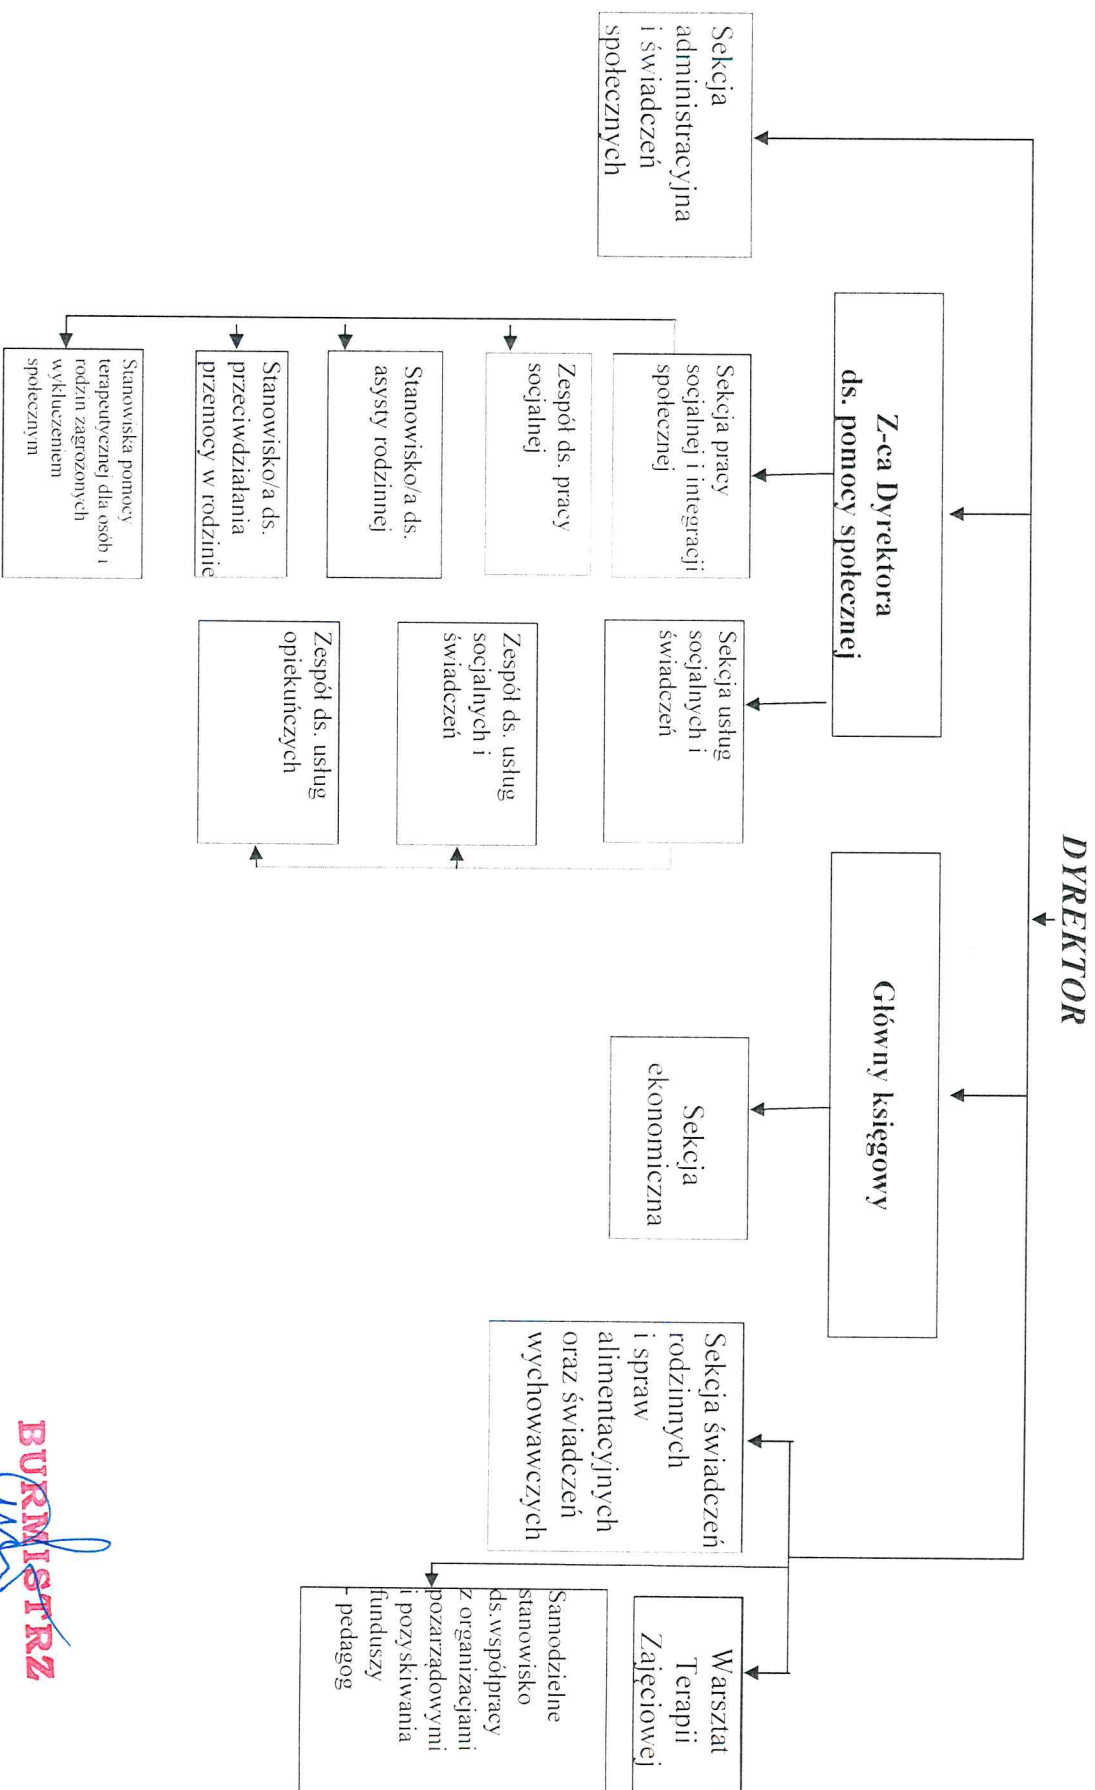 DYREKTOR
Sekcja
administracyjna
i świadczeń
społecznych
Z-ca Dyrektora
ds. pomocy społecznej
Sekcja pracy
socjalnej i integracji
społecznej
Zespół ds. pracy
socjalnej
Stanowisko/a ds.
asysty rodzinnej
Stanowisko/a ds.
przeciwdziałania
przemocy w rodzinie
Stanowiska pomocy
terapeutycznej dla osób i
rodzin zagrożonych
wykluczeniem
społecznym
Sekcja usług
socjalnych i
świadczeń
Zespół ds. usług
socjalnych i
świadczeń
Zespół ds. usług
opiekuńczych
Główny księgowy
Sekcja
ekonomiczna
Sekcja świadczeń
rodzinnych
i spraw
alimentacyjnych
oraz świadczeń
wychowawczych
Warsztat
Terapii
Zajęciowej
Samodzielne
stanowisko
ds.współpracy
z organizacjami
pozarządowymi
i pozyskiwania
funduszy
- pedagog
BURMISTRZ